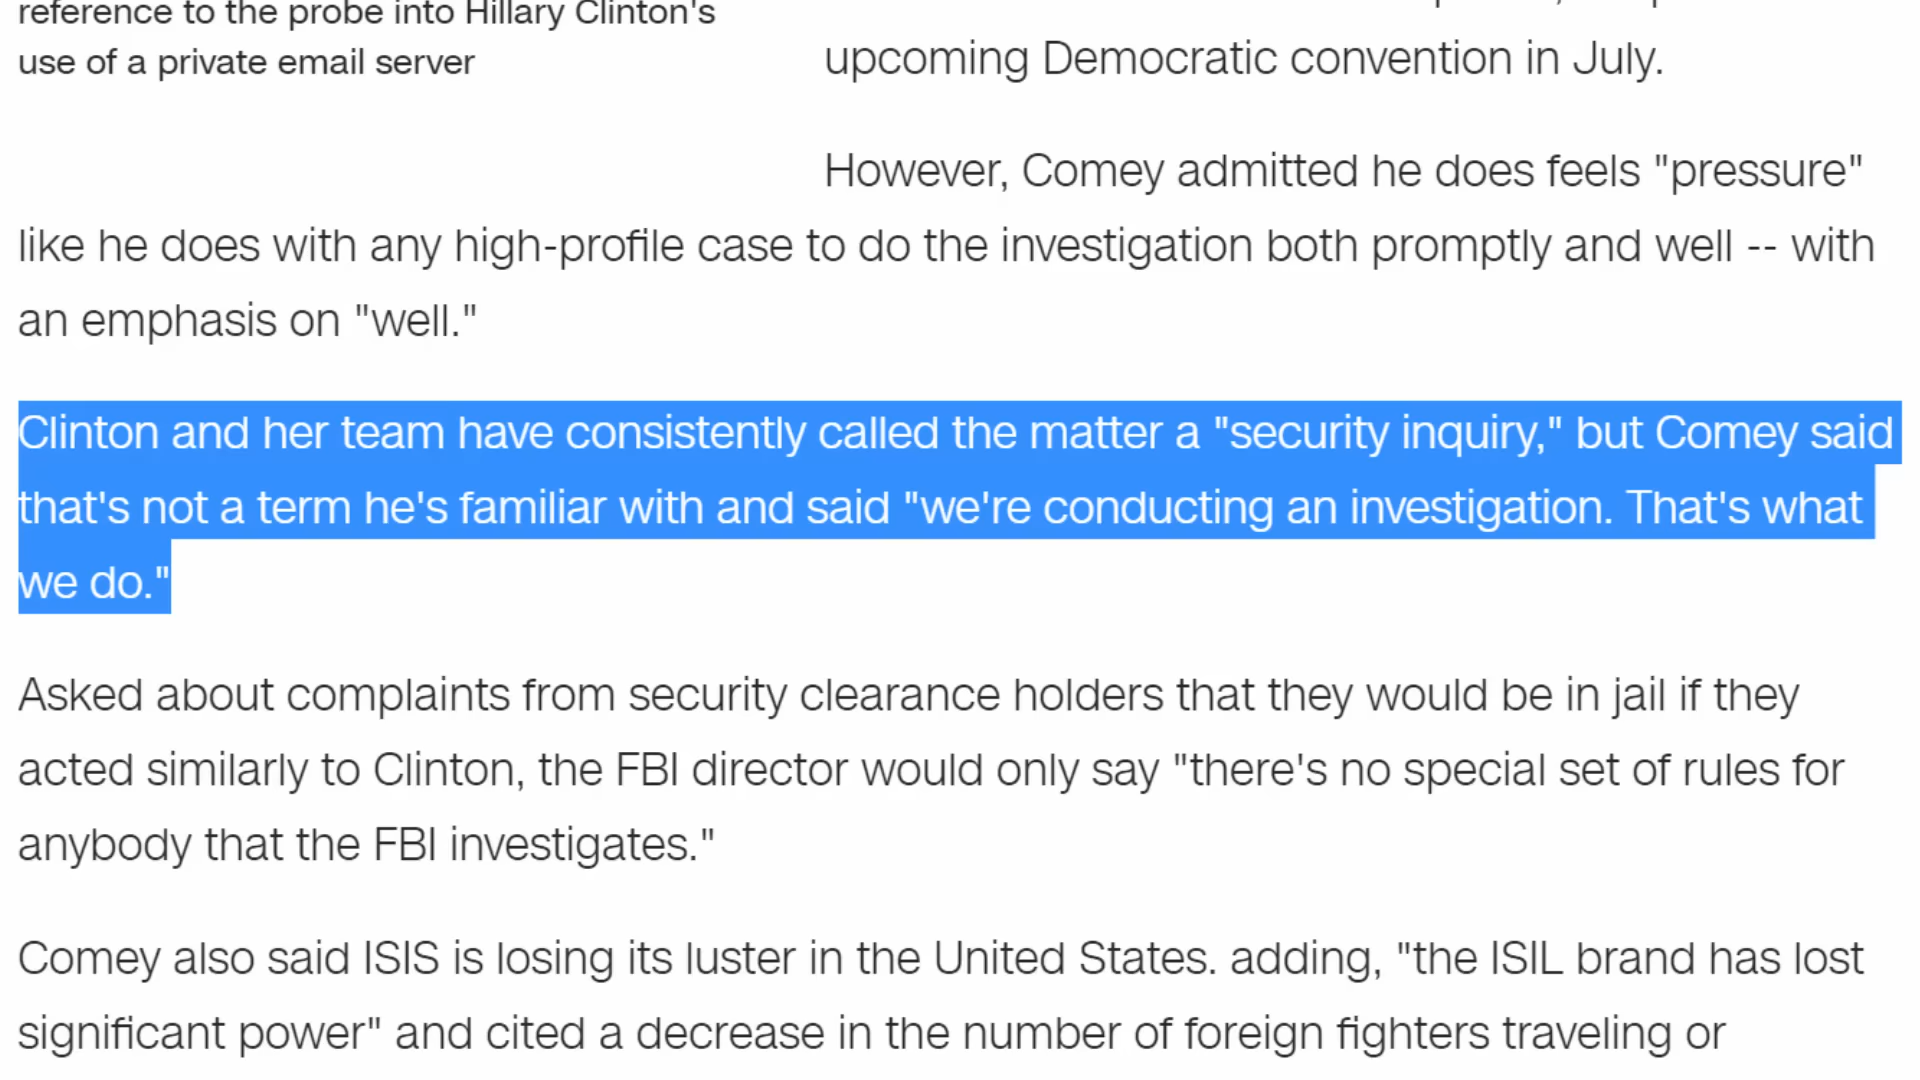 reference to the probe into Hillary Clinton's
use of a private email server
upcoming Democratic convention in July.
However, Comey admitted he does feels "pressure"
like he does with any high-profile case to do the investigation both promptly and well -- with
an emphasis on "well."
Clinton and her team have consistently called the matter a "security inquiry," but Comey said
that's not a term he's familiar with and said "we're conducting an investigation. That's what
we do."
Asked about complaints from security clearance holders that they would be in jail if they
acted similarly to Clinton, the FBI director would only say "there's no special set of rules for
anybody that the FBI investigates."
Comey also said ISIS is losing its luster in the United States. adding, "the ISIL brand has lost
significant power" and cited a decrease in the number of foreign fighters traveling or